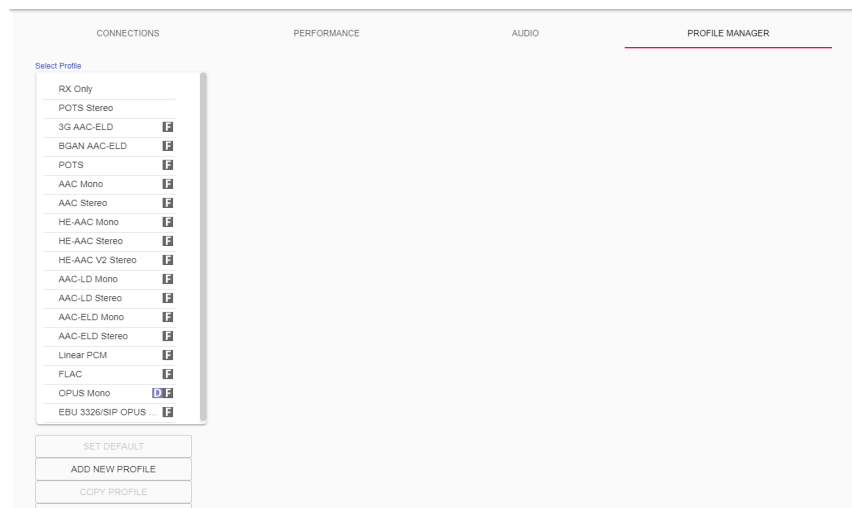 CONNECTIONS PERFORMANCE AUDIO PROFILE MANAGER
Select Profile
RX Only
POTS Stereo
3G AAC-ELD F
BGAN AAC-ELD F
POTS F
AAC Mono F
AAC Stereo F
HE-AAC Mono F
HE-AAC Stereo F
HE-AAC V2 Stereo F
AAC-LD Mono F
AAC-LD Stereo F
AAC-ELD Mono F
AAC-ELD Stereo F
Linear PCM F
FLAC F
OPUS Mono D F
EBU 3326/SIP OPUS ... F
SET DEFAULT
ADD NEW PROFILE
COPY PROFILE